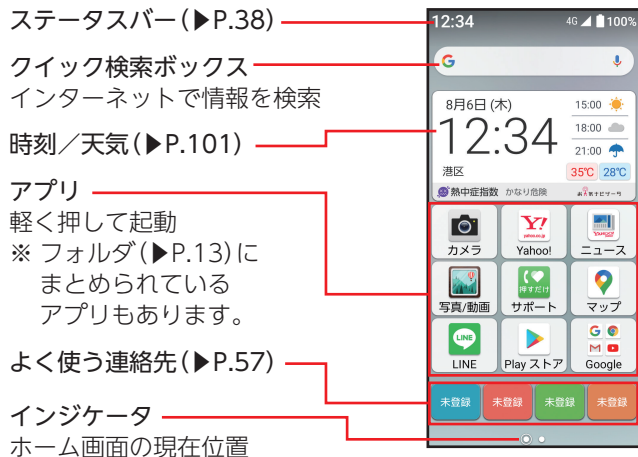 ステータスバー(▶P.38)
クイック検索ボックス
インターネットで情報を検索
時刻／天気(▶P.101)
アプリ
軽く押して起動
※ フォルダ(▶P.13)に
まとめられている
アプリもあります。
よく使う連絡先(▶P.57)
インジケータ
ホーム画面の現在位置
12:34 4G 100%
8月6日 (木)
12:34
15:00
18:00
21:00
港区 35℃ 28℃
熱中症指数 かなり危険
Y! yahoo.co.jp
カメラ Yahoo! ニュース
押すだけ
写真/動画 サポート マップ
LINE
LINE Play ストア Google
未登録 未登録 未登録 未登録